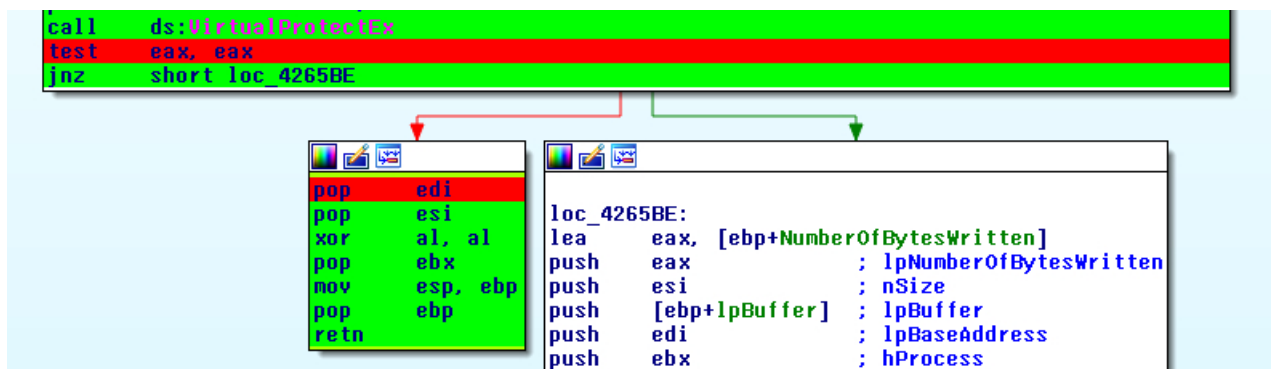 call ds:VirtualProtectEx
test eax, eax
jnz short loc_4265BE
pop edi
pop esi
xor al, al
pop ebx
mov esp, ebp
pop ebp
retn
loc_4265BE:
lea eax, [ebp+NumberOfBytesWritten]
push eax ; lpNumberOfBytesWritten
push esi ; nSize
push [ebp+lpBuffer] ; lpBuffer
push edi ; lpBaseAddress
push ebx ; hProcess